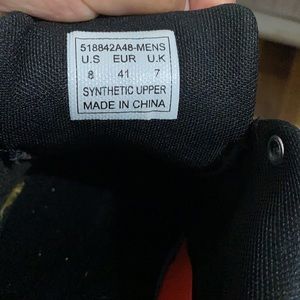 518842A48-MENS
U.S EUR U.K
8 41 7
SYNTHETIC UPPER
MADE IN CHINA